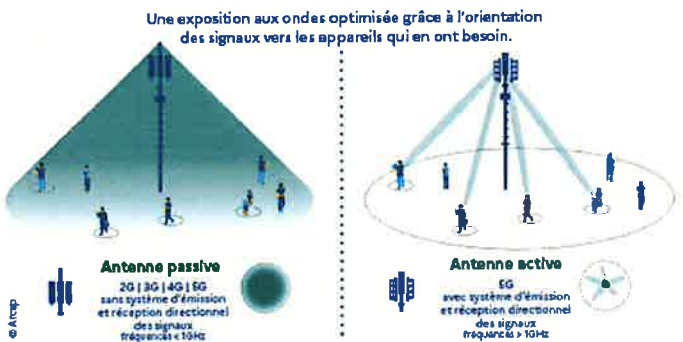 Une exposition aux ondes optimisée grâce à l'orientation
des signaux vers les appareils qui en ont besoin.
Antenne passive
2G | 3G | 4G | 5G
sans système d'émission
et réception directionnel
des signaux
fréquences < 1GHz
Antenne active
5G
avec système d'émission
et réception directionnel
des signaux
fréquences > 1GHz
© Arcep